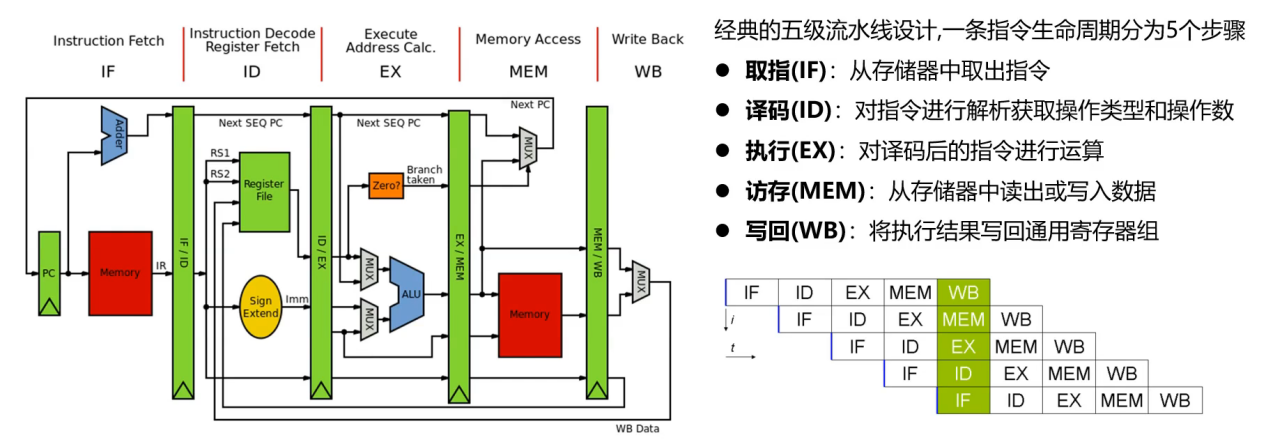 Instruction Fetch
IF
Instruction Decode
Register Fetch
ID
Execute
Address Calc.
EX
Memory Access
MEM
Write Back
WB
Next PC
Adder
Next SEQ PC
Next SEQ PC
MUX
RS1
RS2
Register
File
Zero?
Branch
taken
PC
Memory
IR
IF / ID
ID / EX
EX / MEM
MEM / WB
MUX
MUX
ALU
Sign
Extend
Imm
Memory
MUX
WB Data
经典的五级流水线设计,一条指令生命周期分为5个步骤
● 取指(IF)：从存储器中取出指令
● 译码(ID)：对指令进行解析获取操作类型和操作数
● 执行(EX)：对译码后的指令进行运算
● 访存(MEM)：从存储器中读出或写入数据
● 写回(WB)：将执行结果写回通用寄存器组
IF ID EX MEM WB
i
IF ID EX MEM WB
t
IF ID EX MEM WB
IF ID EX MEM WB
IF ID EX MEM WB